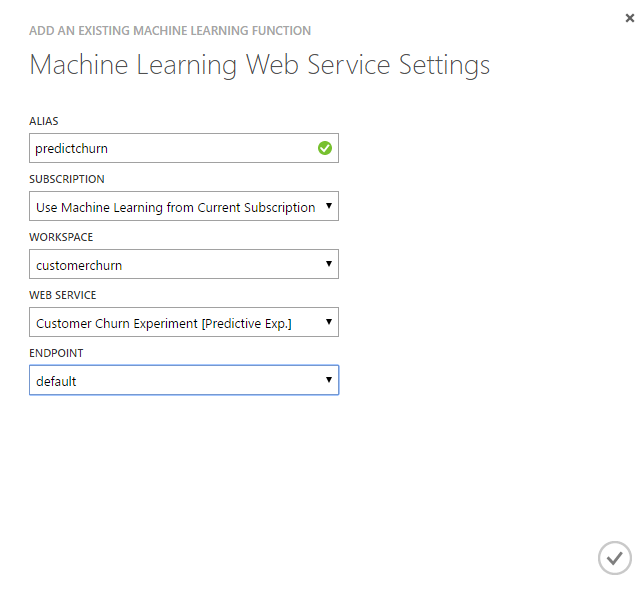 ADD AN EXISTING MACHINE LEARNING FUNCTION
Machine Learning Web Service Settings
ALIAS
predictchurn
SUBSCRIPTION
Use Machine Learning from Current Subscription
WORKSPACE
customerchurn
WEB SERVICE
Customer Churn Experiment [Predictive Exp.]
ENDPOINT
default